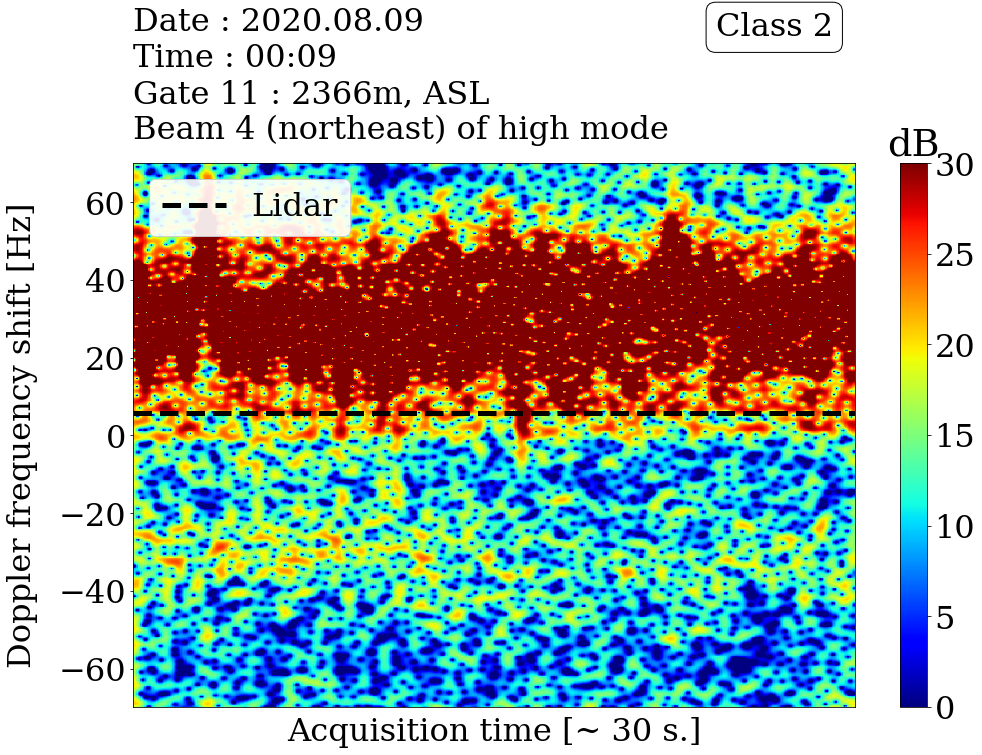 Date : 2020.08.09
Time : 00:09
Gate 11 : 2366m, ASL
Beam 4 (northeast) of high mode
Class 2
dB
Lidar
Doppler frequency shift [Hz]
60
40
20
0
−20
−40
−60
30
25
20
15
10
5
0
Acquisition time [~ 30 s.]